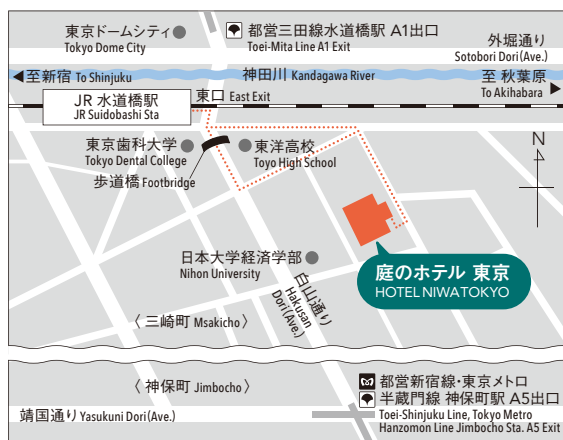 東京ドームシティ
Tokyo Dome City
都営三田線水道橋駅 A1出口
Toei-Mita Line A1 Exit
外堀通り
Sotobori Dori(Ave.)
至新宿 To Shinjuku
神田川 Kandagawa River
至 秋葉原
To Akihabara
JR 水道橋駅
JR Suidobashi Sta
東口 East Exit
東京歯科大学
Tokyo Dental College
東洋高校
Toyo High School
歩道橋 Footbridge
N
日本大学経済学部
Nihon University
白山通り
Hakusan
Dori(Ave.)
庭のホテル 東京
HOTEL NIWATOKYO
〈 三崎町 Msakicho 〉
〈 神保町 Jimbocho 〉
都営新宿線・東京メトロ
半蔵門線 神保町駅 A5出口
Toei-Shinjuku Line, Tokyo Metro
Hanzomon Line Jimbocho Sta. A5 Exit
靖国通り Yasukuni Dori(Ave.)